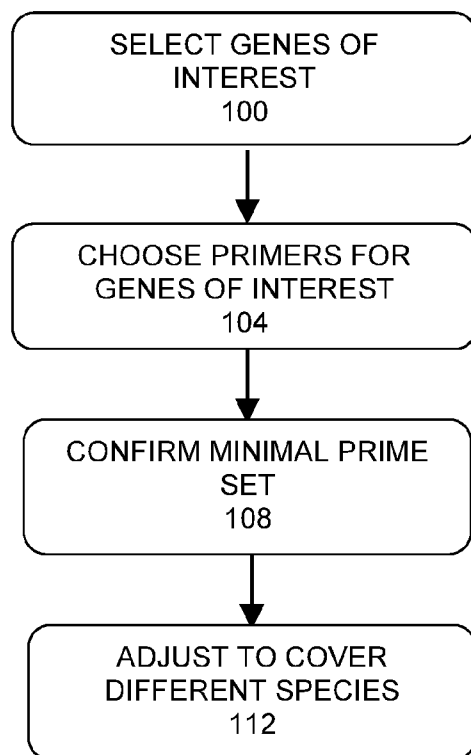 SELECT GENES OF
INTEREST
100
CHOOSE PRIMERS FOR
GENES OF INTEREST
104
CONFIRM MINIMAL PRIME
SET
108
ADJUST TO COVER
DIFFERENT SPECIES
112